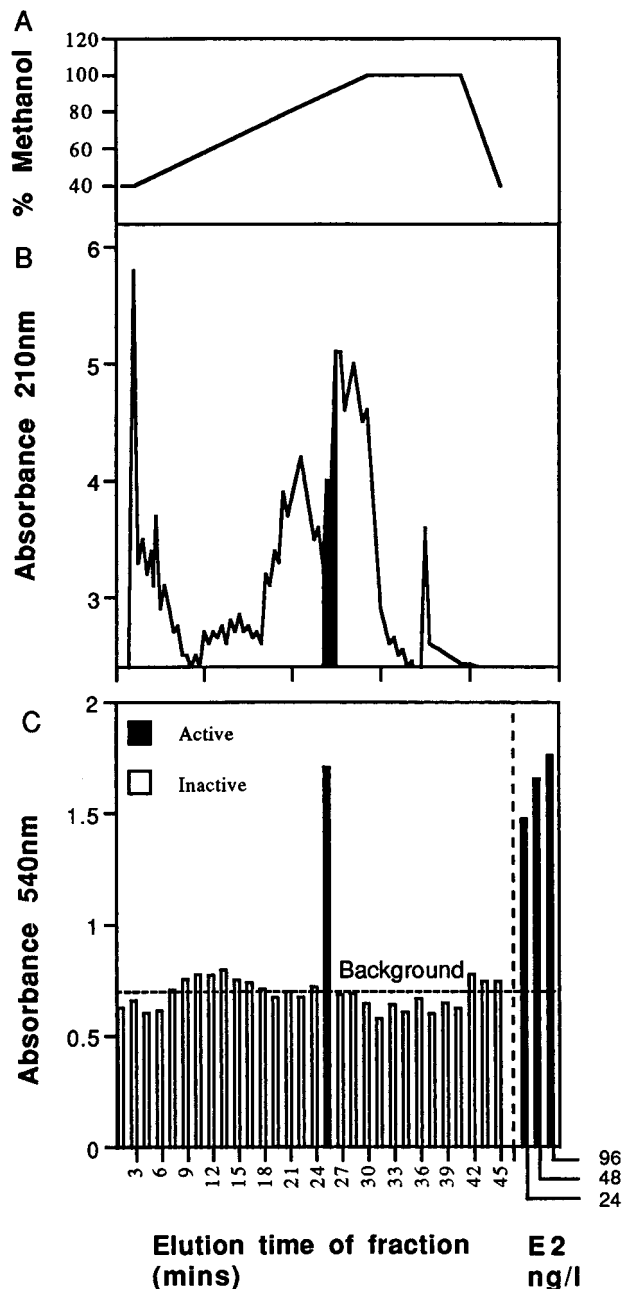 A
% Methanol
120
100
80
60
40
B
Absorbance 210nm
6
5
4
3
C
Absorbance 540nm
2
1.5
1
0.5
0
Active
Inactive
Background
3 6 9 12 15 18 21 24 27 30 33 36 39 42 45
96
48
24
Elution time of fraction
(mins)
E2
ng/l